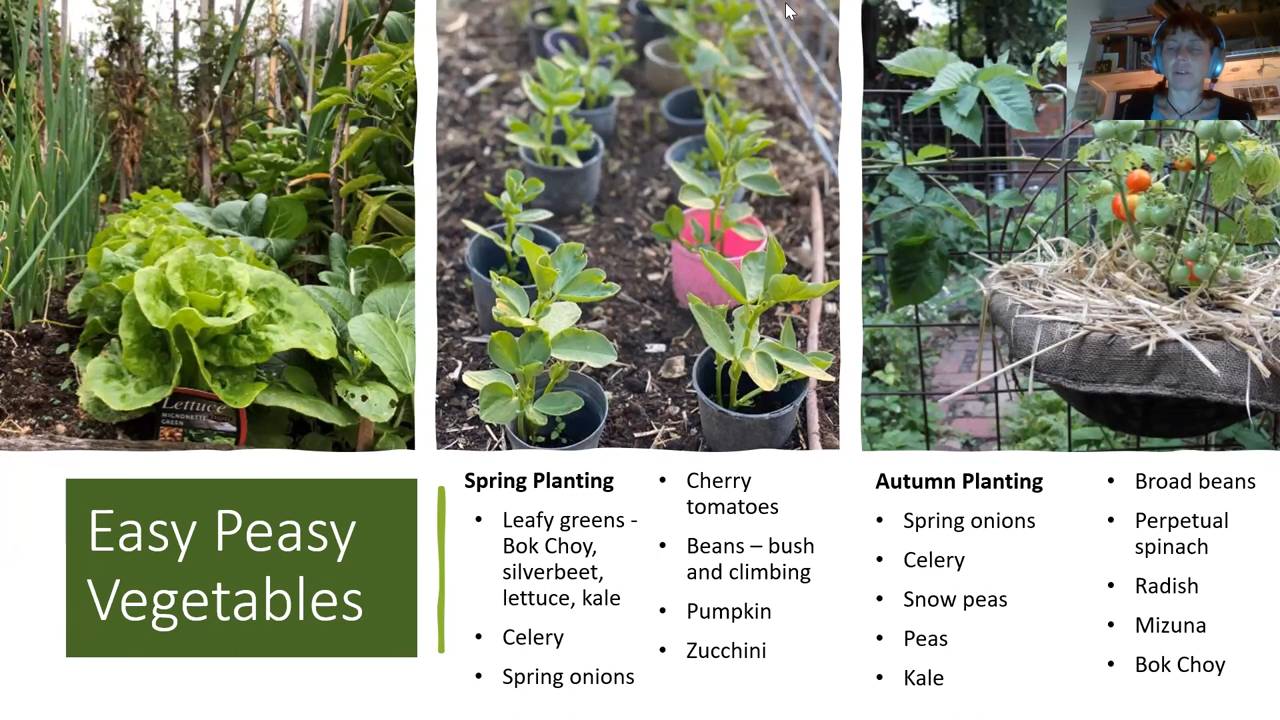 Lettuce
MIGNONETTE
GREEN
Easy Peasy
Vegetables
Spring Planting
• Leafy greens -
Bok Choy,
silverbeet,
lettuce, kale
• Celery
• Spring onions
• Cherry
tomatoes
• Beans – bush
and climbing
• Pumpkin
• Zucchini
Autumn Planting
• Spring onions
• Celery
• Snow peas
• Peas
• Kale
• Broad beans
• Perpetual
spinach
• Radish
• Mizuna
• Bok Choy